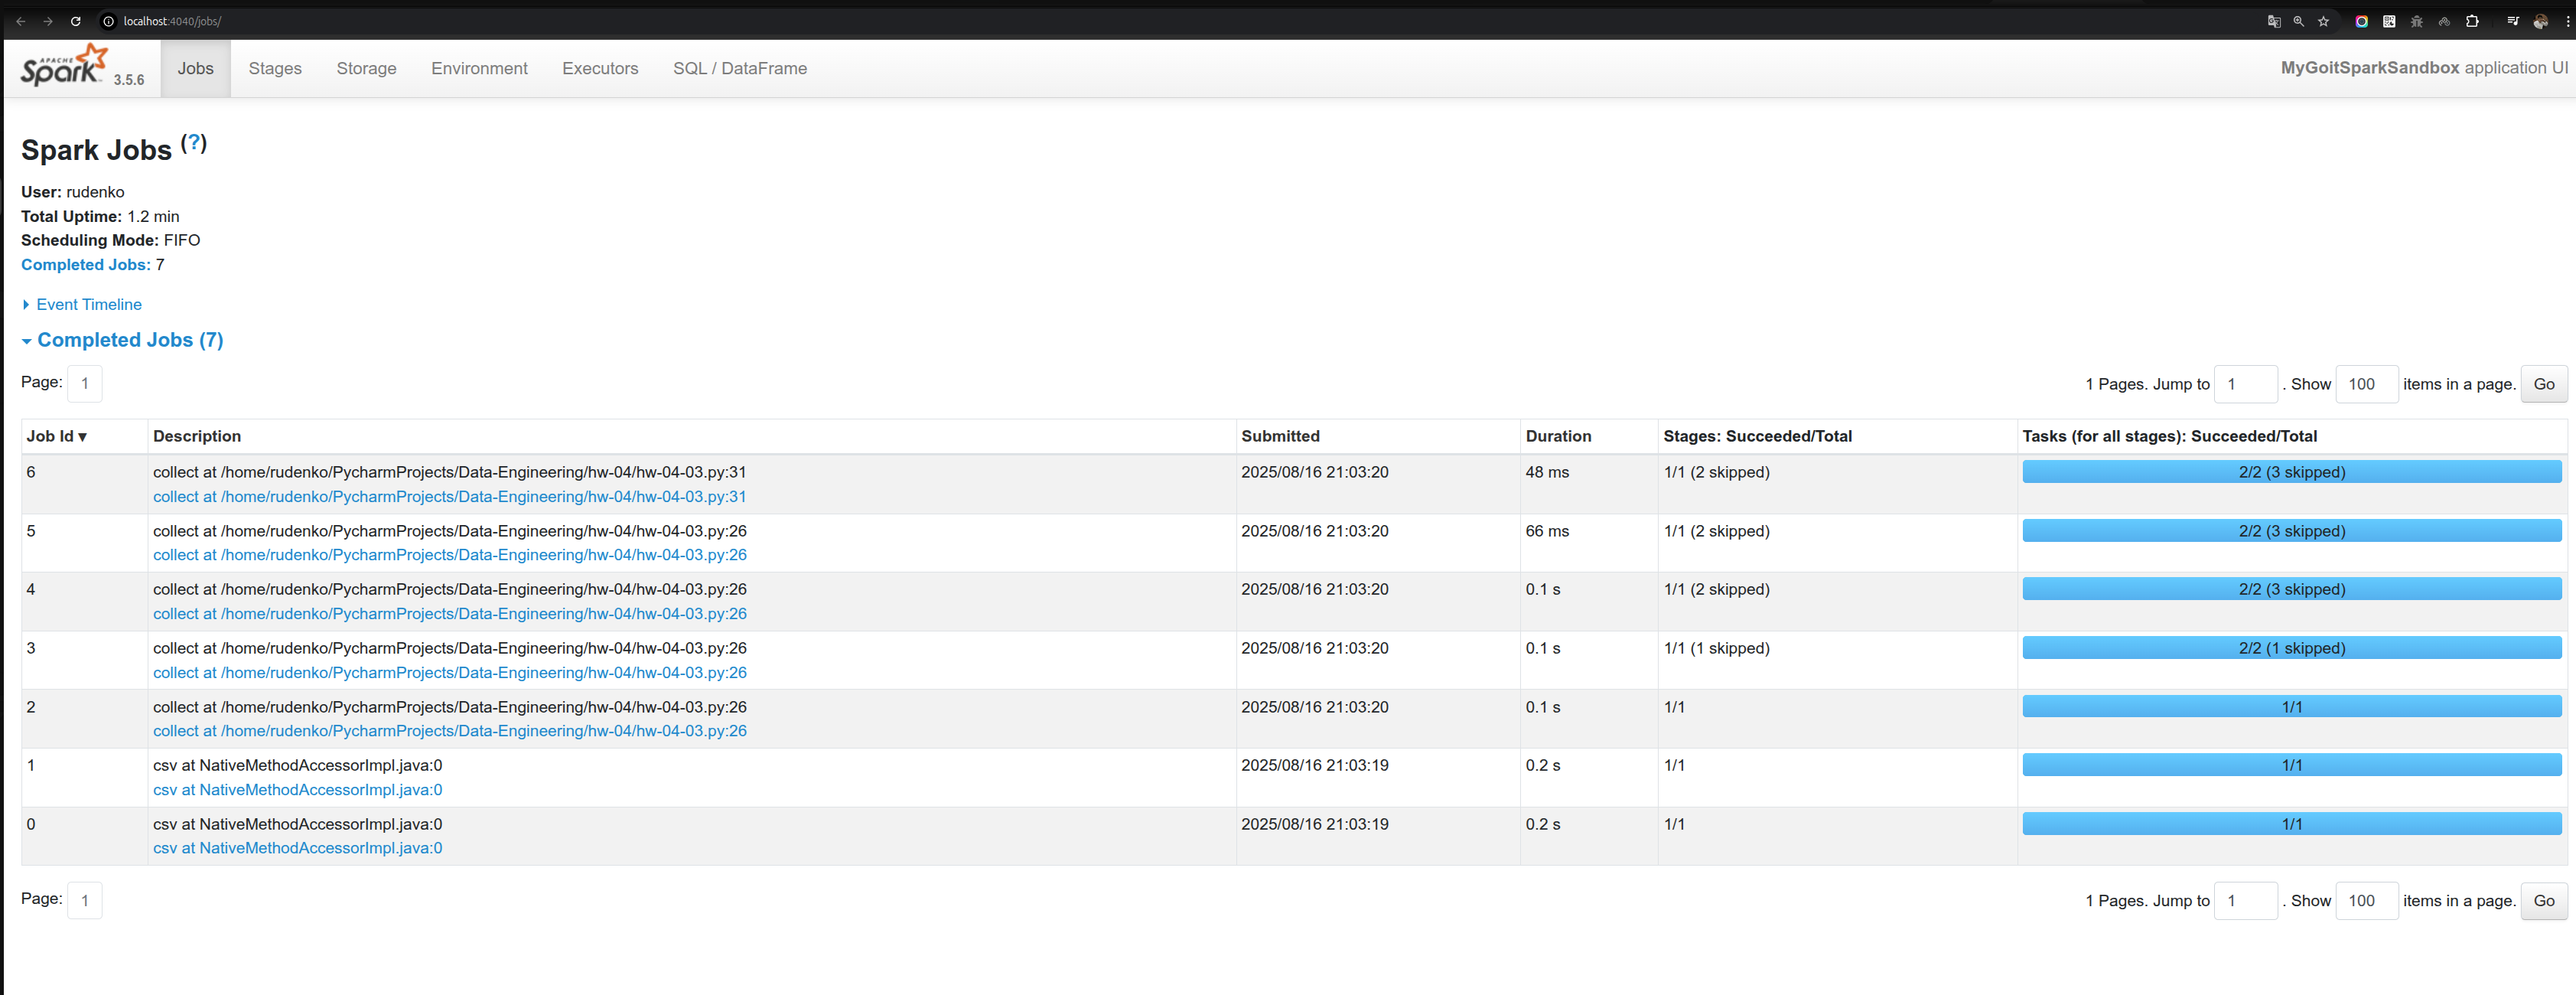 localhost:4040/jobs/
APACHE Spark 3.5.6 Jobs Stages Storage Environment Executors SQL / DataFrame MyGoitSparkSandbox application UI
Spark Jobs (?)
User: rudenko
Total Uptime: 1.2 min
Scheduling Mode: FIFO
Completed Jobs: 7
Event Timeline
Completed Jobs (7)
Page: 1 1 Pages. Jump to 1 . Show 100 items in a page. Go
Job Id ▾ Description Submitted Duration Stages: Succeeded/Total Tasks (for all stages): Succeeded/Total
6 collect at /home/rudenko/PycharmProjects/Data-Engineering/hw-04/hw-04-03.py:31 2025/08/16 21:03:20 48 ms 1/1 (2 skipped) 2/2 (3 skipped)
collect at /home/rudenko/PycharmProjects/Data-Engineering/hw-04/hw-04-03.py:31
5 collect at /home/rudenko/PycharmProjects/Data-Engineering/hw-04/hw-04-03.py:26 2025/08/16 21:03:20 66 ms 1/1 (2 skipped) 2/2 (3 skipped)
collect at /home/rudenko/PycharmProjects/Data-Engineering/hw-04/hw-04-03.py:26
4 collect at /home/rudenko/PycharmProjects/Data-Engineering/hw-04/hw-04-03.py:26 2025/08/16 21:03:20 0.1 s 1/1 (2 skipped) 2/2 (3 skipped)
collect at /home/rudenko/PycharmProjects/Data-Engineering/hw-04/hw-04-03.py:26
3 collect at /home/rudenko/PycharmProjects/Data-Engineering/hw-04/hw-04-03.py:26 2025/08/16 21:03:20 0.1 s 1/1 (1 skipped) 2/2 (1 skipped)
collect at /home/rudenko/PycharmProjects/Data-Engineering/hw-04/hw-04-03.py:26
2 collect at /home/rudenko/PycharmProjects/Data-Engineering/hw-04/hw-04-03.py:26 2025/08/16 21:03:20 0.1 s 1/1 1/1
collect at /home/rudenko/PycharmProjects/Data-Engineering/hw-04/hw-04-03.py:26
1 csv at NativeMethodAccessorImpl.java:0 2025/08/16 21:03:19 0.2 s 1/1 1/1
csv at NativeMethodAccessorImpl.java:0
0 csv at NativeMethodAccessorImpl.java:0 2025/08/16 21:03:19 0.2 s 1/1 1/1
csv at NativeMethodAccessorImpl.java:0
Page: 1 1 Pages. Jump to 1 . Show 100 items in a page. Go